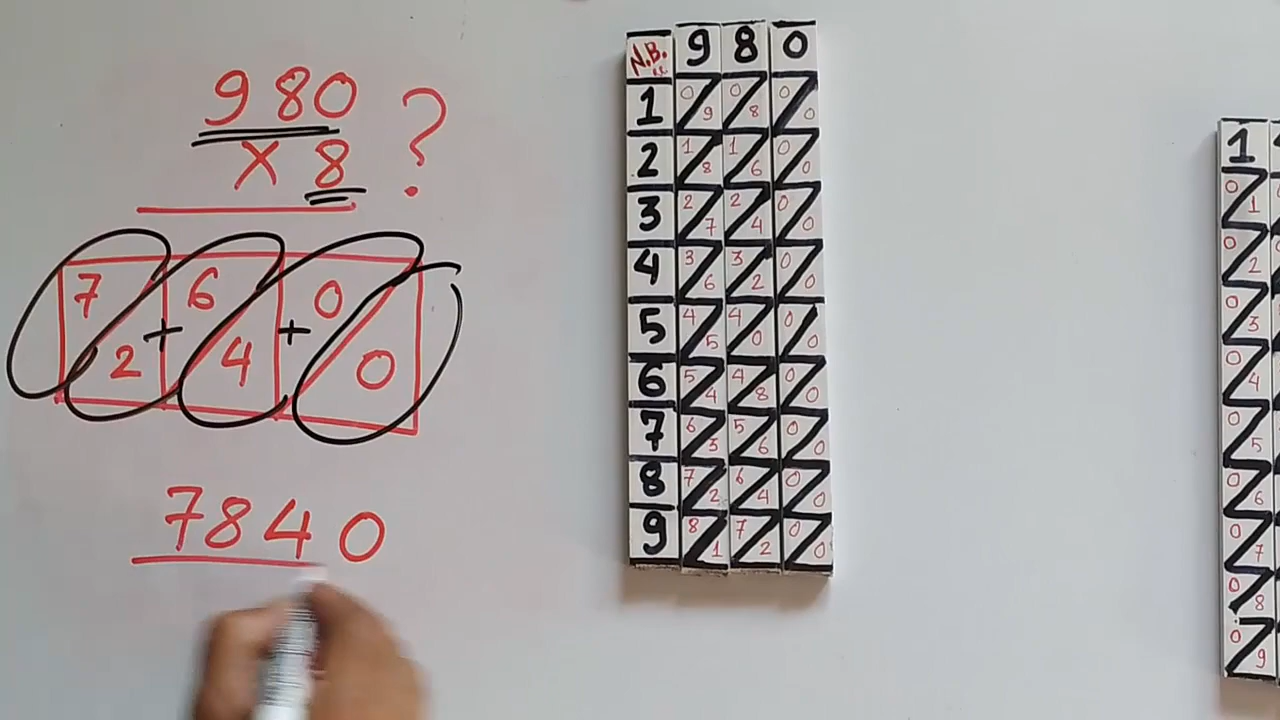 980
x 8 ?
7 6 0
+ +
2 4 0
7840
N.B. 9 8 0
1 0 9 0 8 0 0
2 1 8 1 6 0 0
3 2 7 2 4 0 0
4 3 6 3 2 0 0
5 4 5 4 0 0 0
6 5 4 4 8 0 0
7 6 3 5 6 0 0
8 7 2 6 4 0 0
9 8 1 7 2 0 0
1
0 1
0 2
0 3
0 4
0 5
0 6
0 7
0 8
0 9